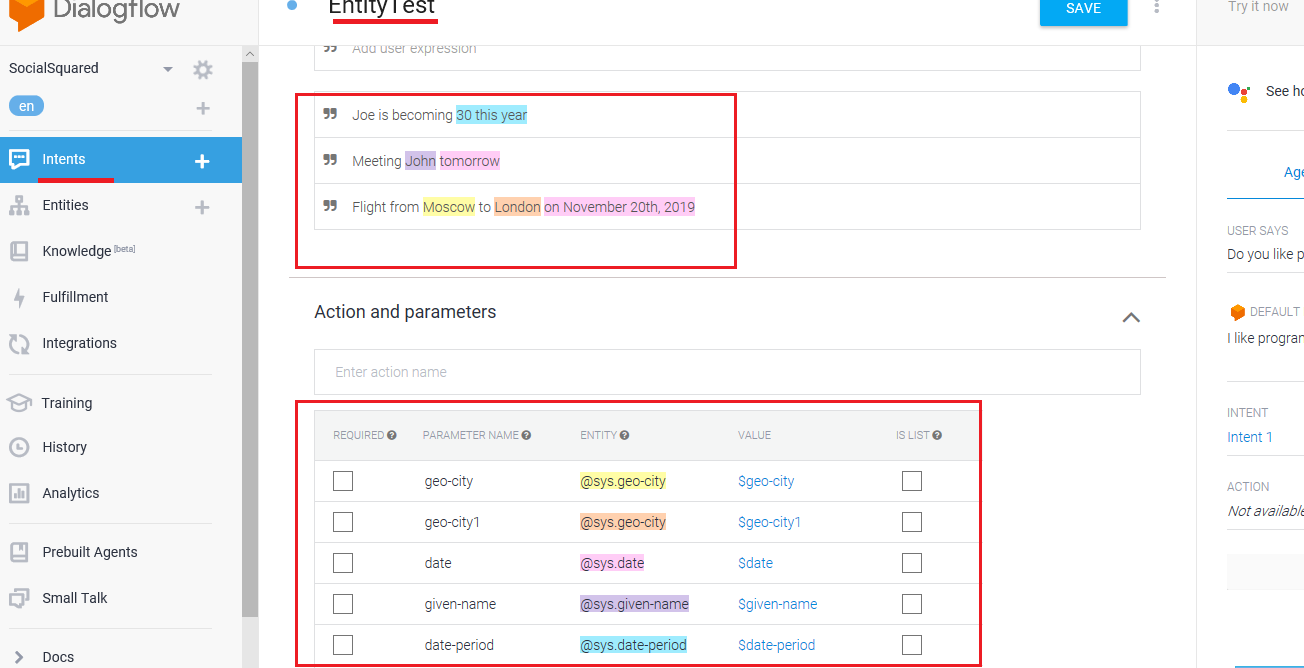 Dialogflow
SocialSquared
en
Intents
Entities
Knowledge [beta]
Fulfillment
Integrations
Training
History
Analytics
Prebuilt Agents
Small Talk
Docs
EntityTest
SAVE
Add user expression
Joe is becoming 30 this year
Meeting John tomorrow
Flight from Moscow to London on November 20th, 2019
Action and parameters
Enter action name
REQUIRED PARAMETER NAME ENTITY VALUE IS LIST
geo-city @sys.geo-city $geo-city
geo-city1 @sys.geo-city $geo-city1
date @sys.date $date
given-name @sys.given-name $given-name
date-period @sys.date-period $date-period
Try it now
See ho
Age
USER SAYS
Do you like p
DEFAULT
I like progran
INTENT
Intent 1
ACTION
Not available